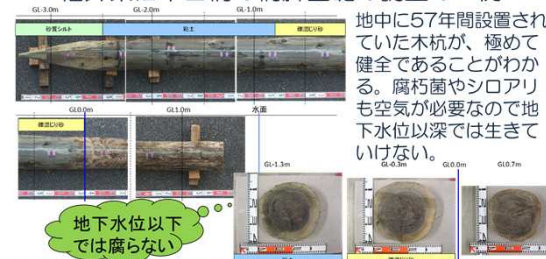 GL-3.0m
GL-2.0m
GL-1.0m
砂質シルト
粘土
礫混じり砂
地中に57年間設置され
ていた木杭が、極めて
健全であることがわか
る。腐朽菌やシロアリ
も空気が必要なので地
下水位以深では生きて
いけない。
GL0.0m
GL1.0m
水面
礫混じり砂
GL-1.3m
GL-0.3m
GL0.0m
GL0.7m
地下水位以下
では腐らない